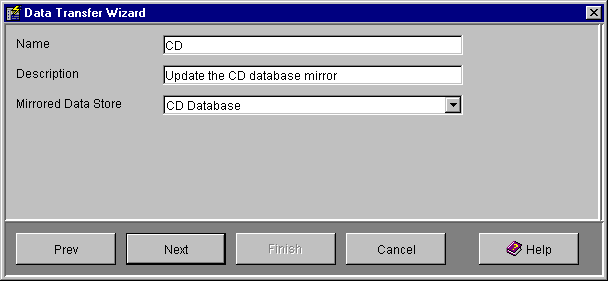 Data Transfer Wizard
Name CD
Description Update the CD database mirror
Mirrored Data Store CD Database
Prev Next Finish Cancel Help